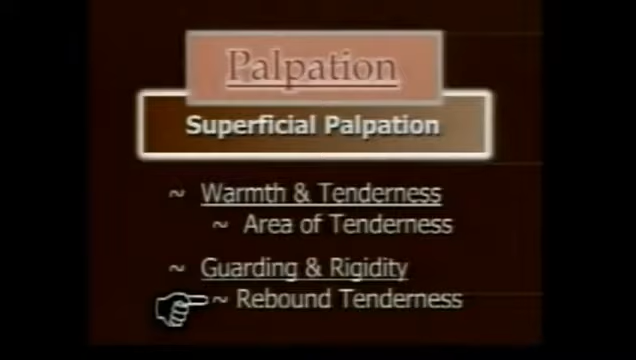 Palpation
Superficial Palpation
~ Warmth & Tenderness
~ Area of Tenderness
~ Guarding & Rigidity
~ Rebound Tenderness